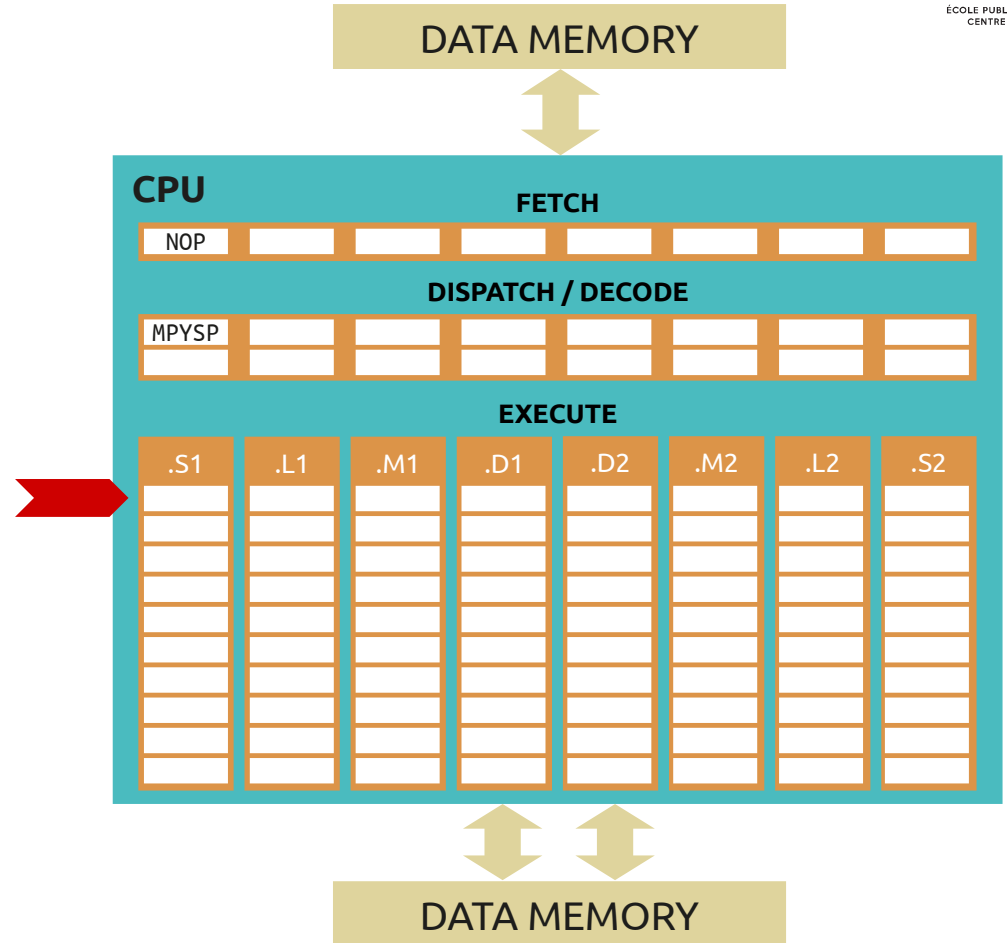 ÉCOLE PUBL
CENTRE
DATA MEMORY
CPU
FETCH
NOP
DISPATCH / DECODE
MPYSP
EXECUTE
.S1 .L1 .M1 .D1 .D2 .M2 .L2 .S2
DATA MEMORY